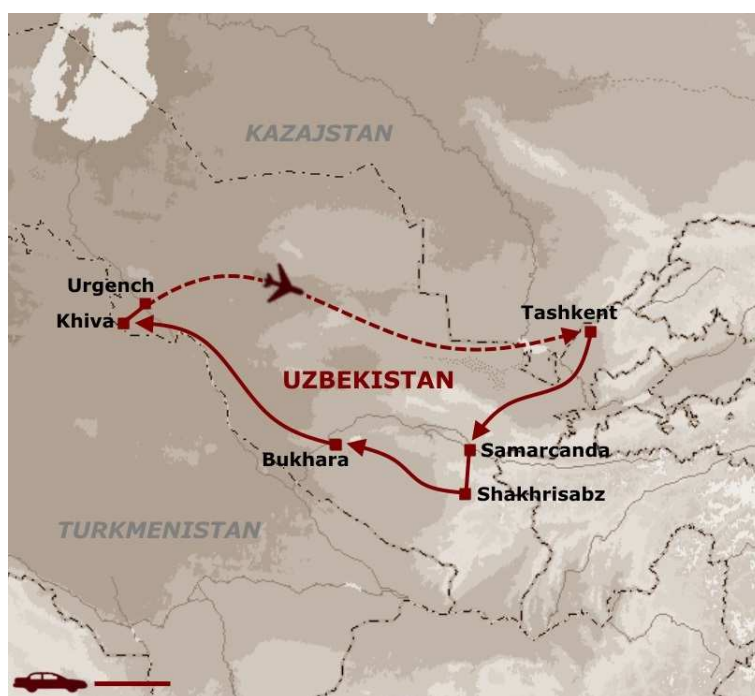 KAZAJSTAN
Urgench
Khiva
Tashkent
UZBEKISTAN
Bukhara
Samarcanda
Shakhrisabz
TURKMENISTAN